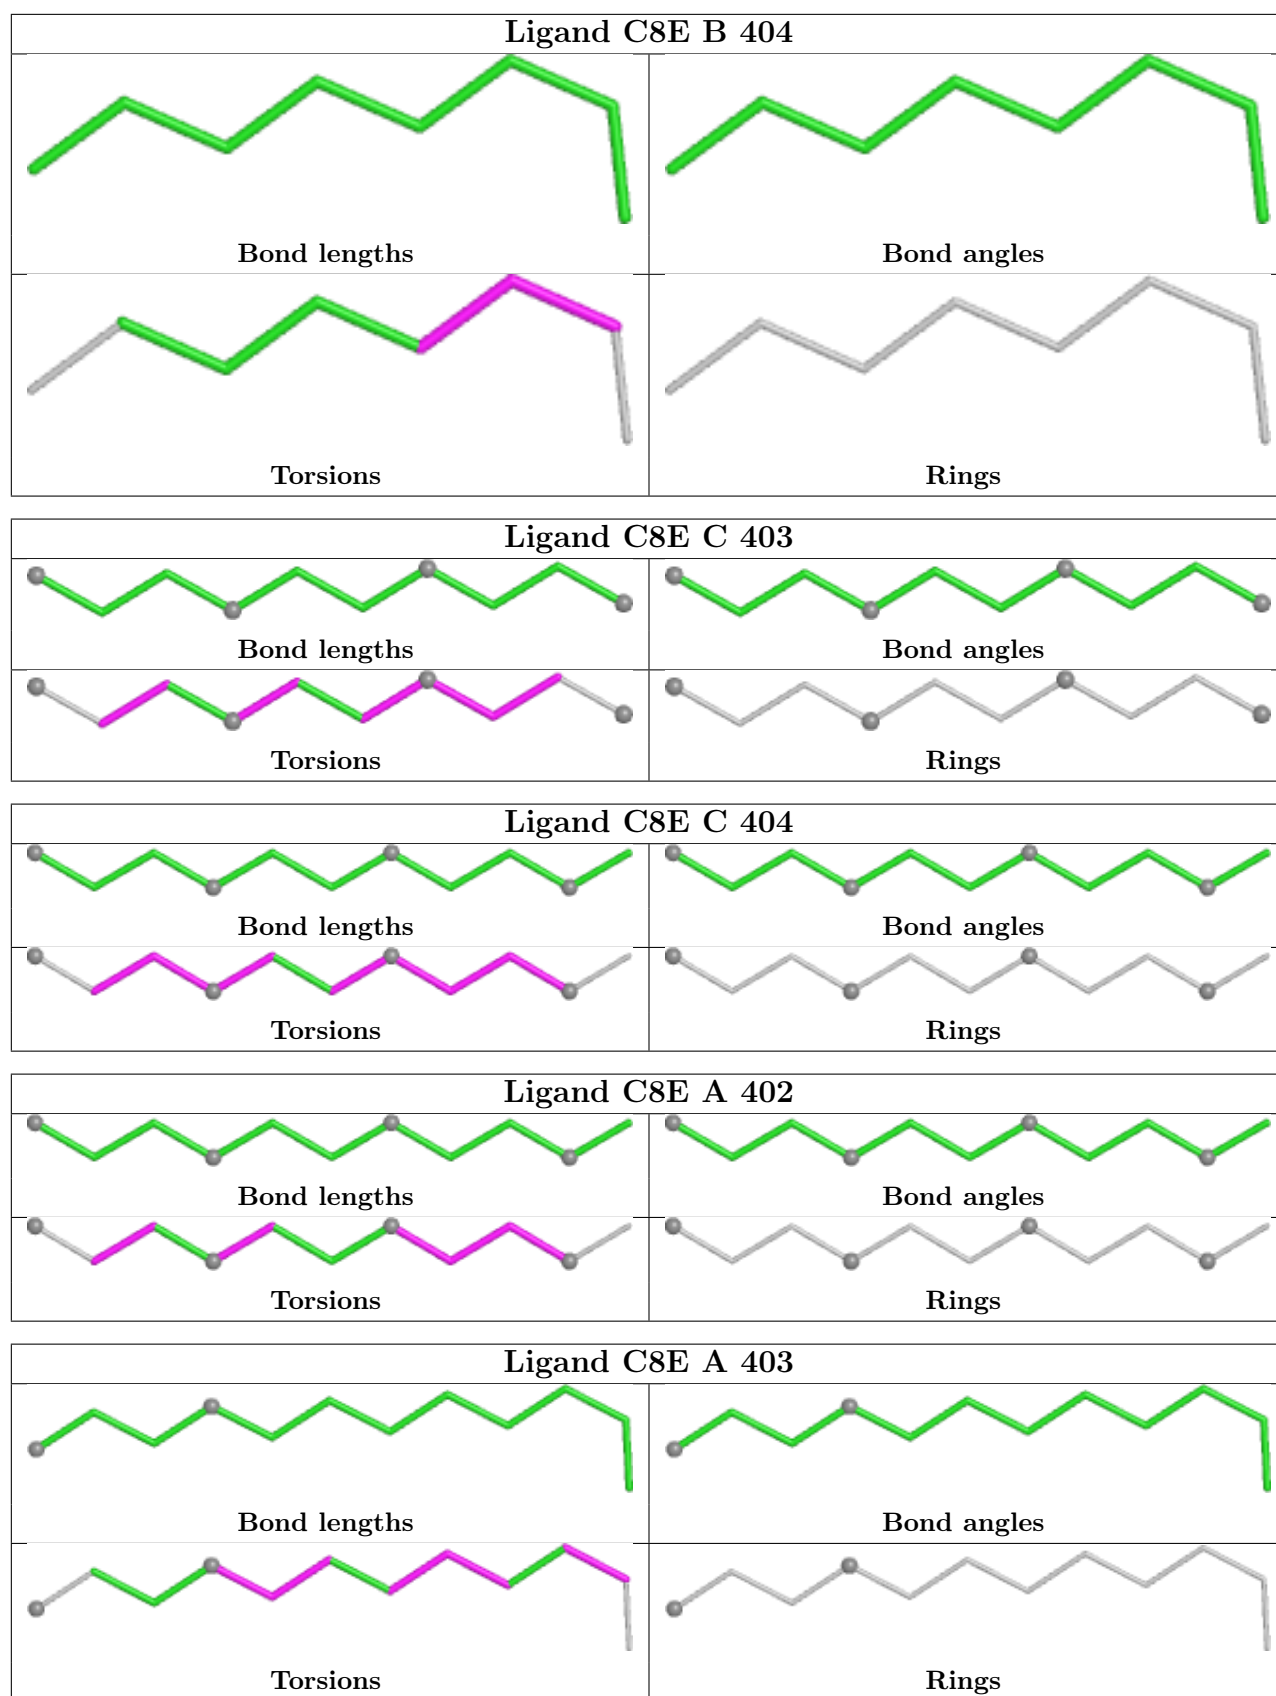 Ligand C8E B 404
Bond lengths
Bond angles
Torsions
Rings
Ligand C8E C 403
Bond lengths
Bond angles
Torsions
Rings
Ligand C8E C 404
Bond lengths
Bond angles
Torsions
Rings
Ligand C8E A 402
Bond lengths
Bond angles
Torsions
Rings
Ligand C8E A 403
Bond lengths
Bond angles
Torsions
Rings